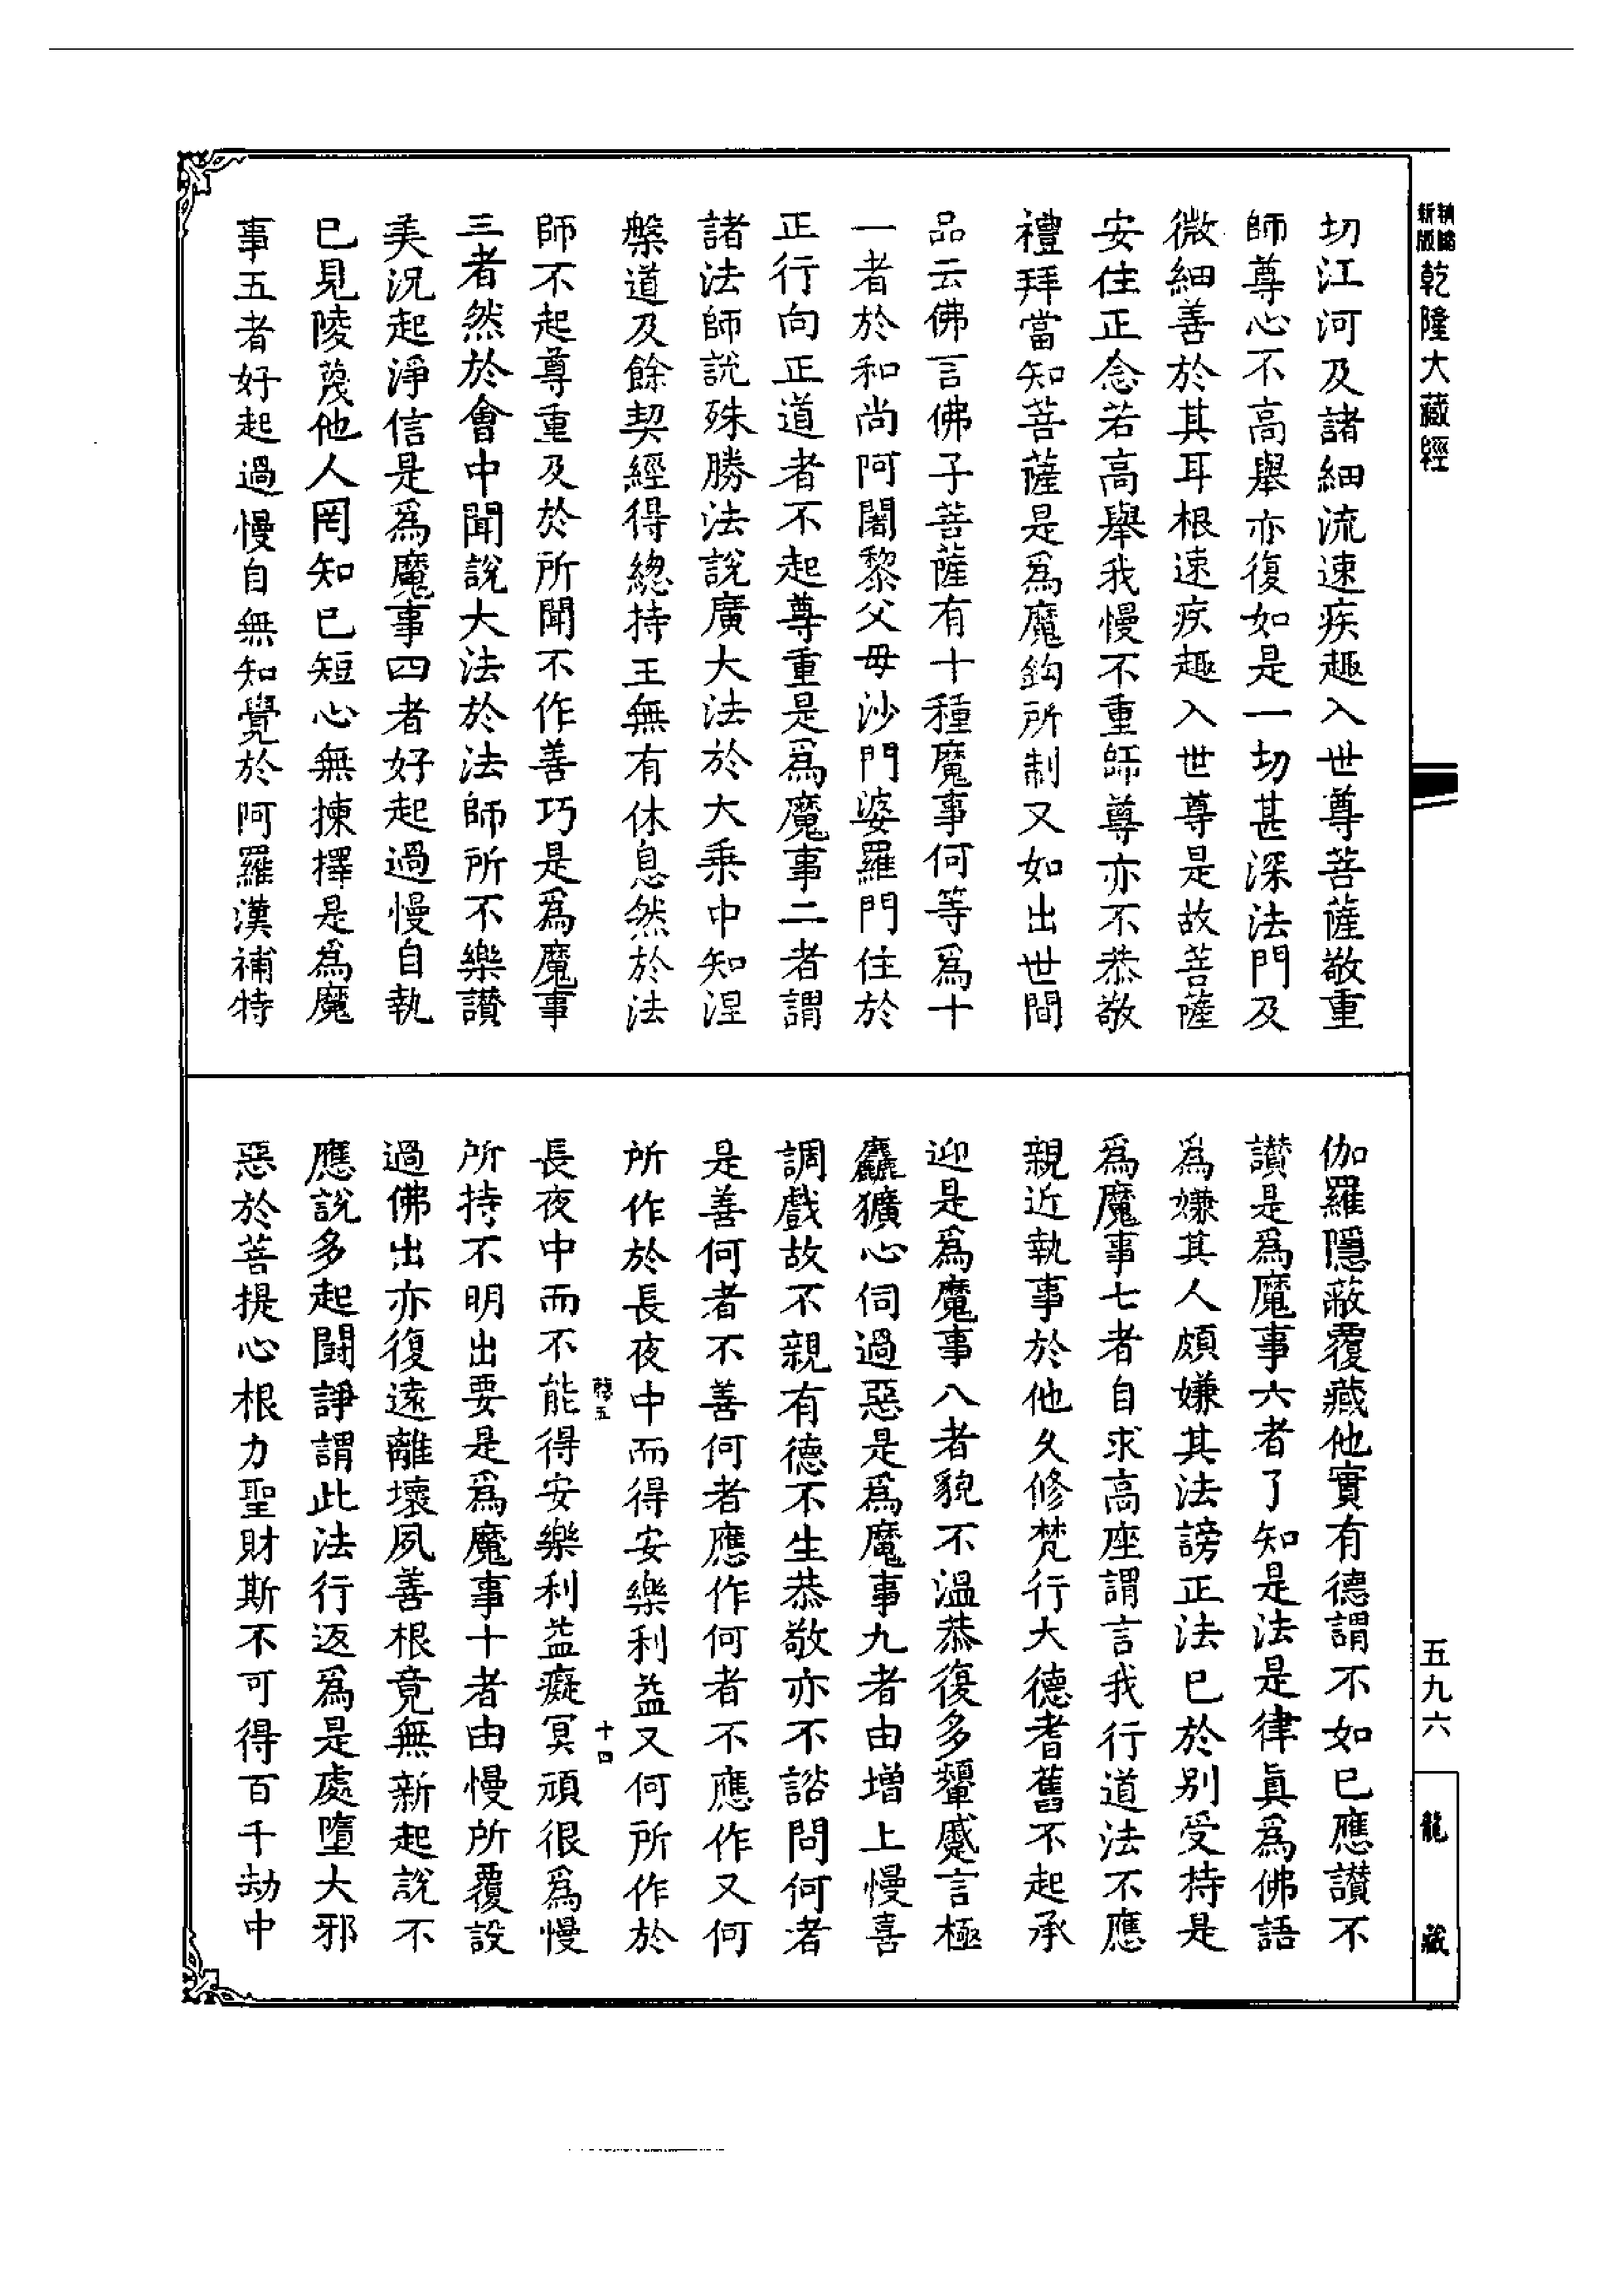 新版
乾隆大藏經
切江河及諸細流速疾趣入世尊菩薩敬重
師尊心不高舉亦復如是一切甚深法門及
微細善於其耳根速疾趣入世尊是故菩薩
安住正念若高舉我慢不重師尊亦不恭敬
禮拜當知菩薩是爲魔鈎所制又如出世間
品云佛言佛子菩薩有十種魔事何等爲十
一者於和尚阿闍黎父母沙門婆羅門住於
正行向正道者不起尊重是爲魔事二者謂
諸法師說殊勝法說廣大法於大乘中知涅
槃道及餘契經得總持王無有休息然於法
師不起尊重及於所聞不作善巧是爲魔事
三者然於會中聞說大法於法師所不樂讚
美況起淨信是爲魔事四者好起過慢自執
已見陵蔑他人罔知已短心無揀擇是爲魔
事五者好起過慢自無知覺於阿羅漢補特
伽羅隱蔽覆藏他實有德謂不如已應讚不
讚是爲魔事六者了知是法是律眞爲佛語
爲嫌其人頗嫌其法謗正法已於别受持是
爲魔事七者自求高座謂言我行道法不應
親近執事於他久修梵行大德耆舊不起承
迎是爲魔事八者貌不溫恭復多顰蹙言極
麤獷心伺過惡是爲魔事九者由增上慢喜
調戲故不親有德不生恭敬亦不諮問何者
是善何者不善何者應作何者不應作又何
所作於長夜中而得安樂利益又何所作於
十四
長夜中而不能得安樂利益癡冥頑很爲慢
所持不明出要是爲魔事十者由慢所覆設
過佛出亦復遠離壞夙善根竟無新起說不
應說多起鬪諍謂此法行返爲是處墮大邪
惡於菩提心根力聖財斯不可得百千劫中
五九六
龍藏